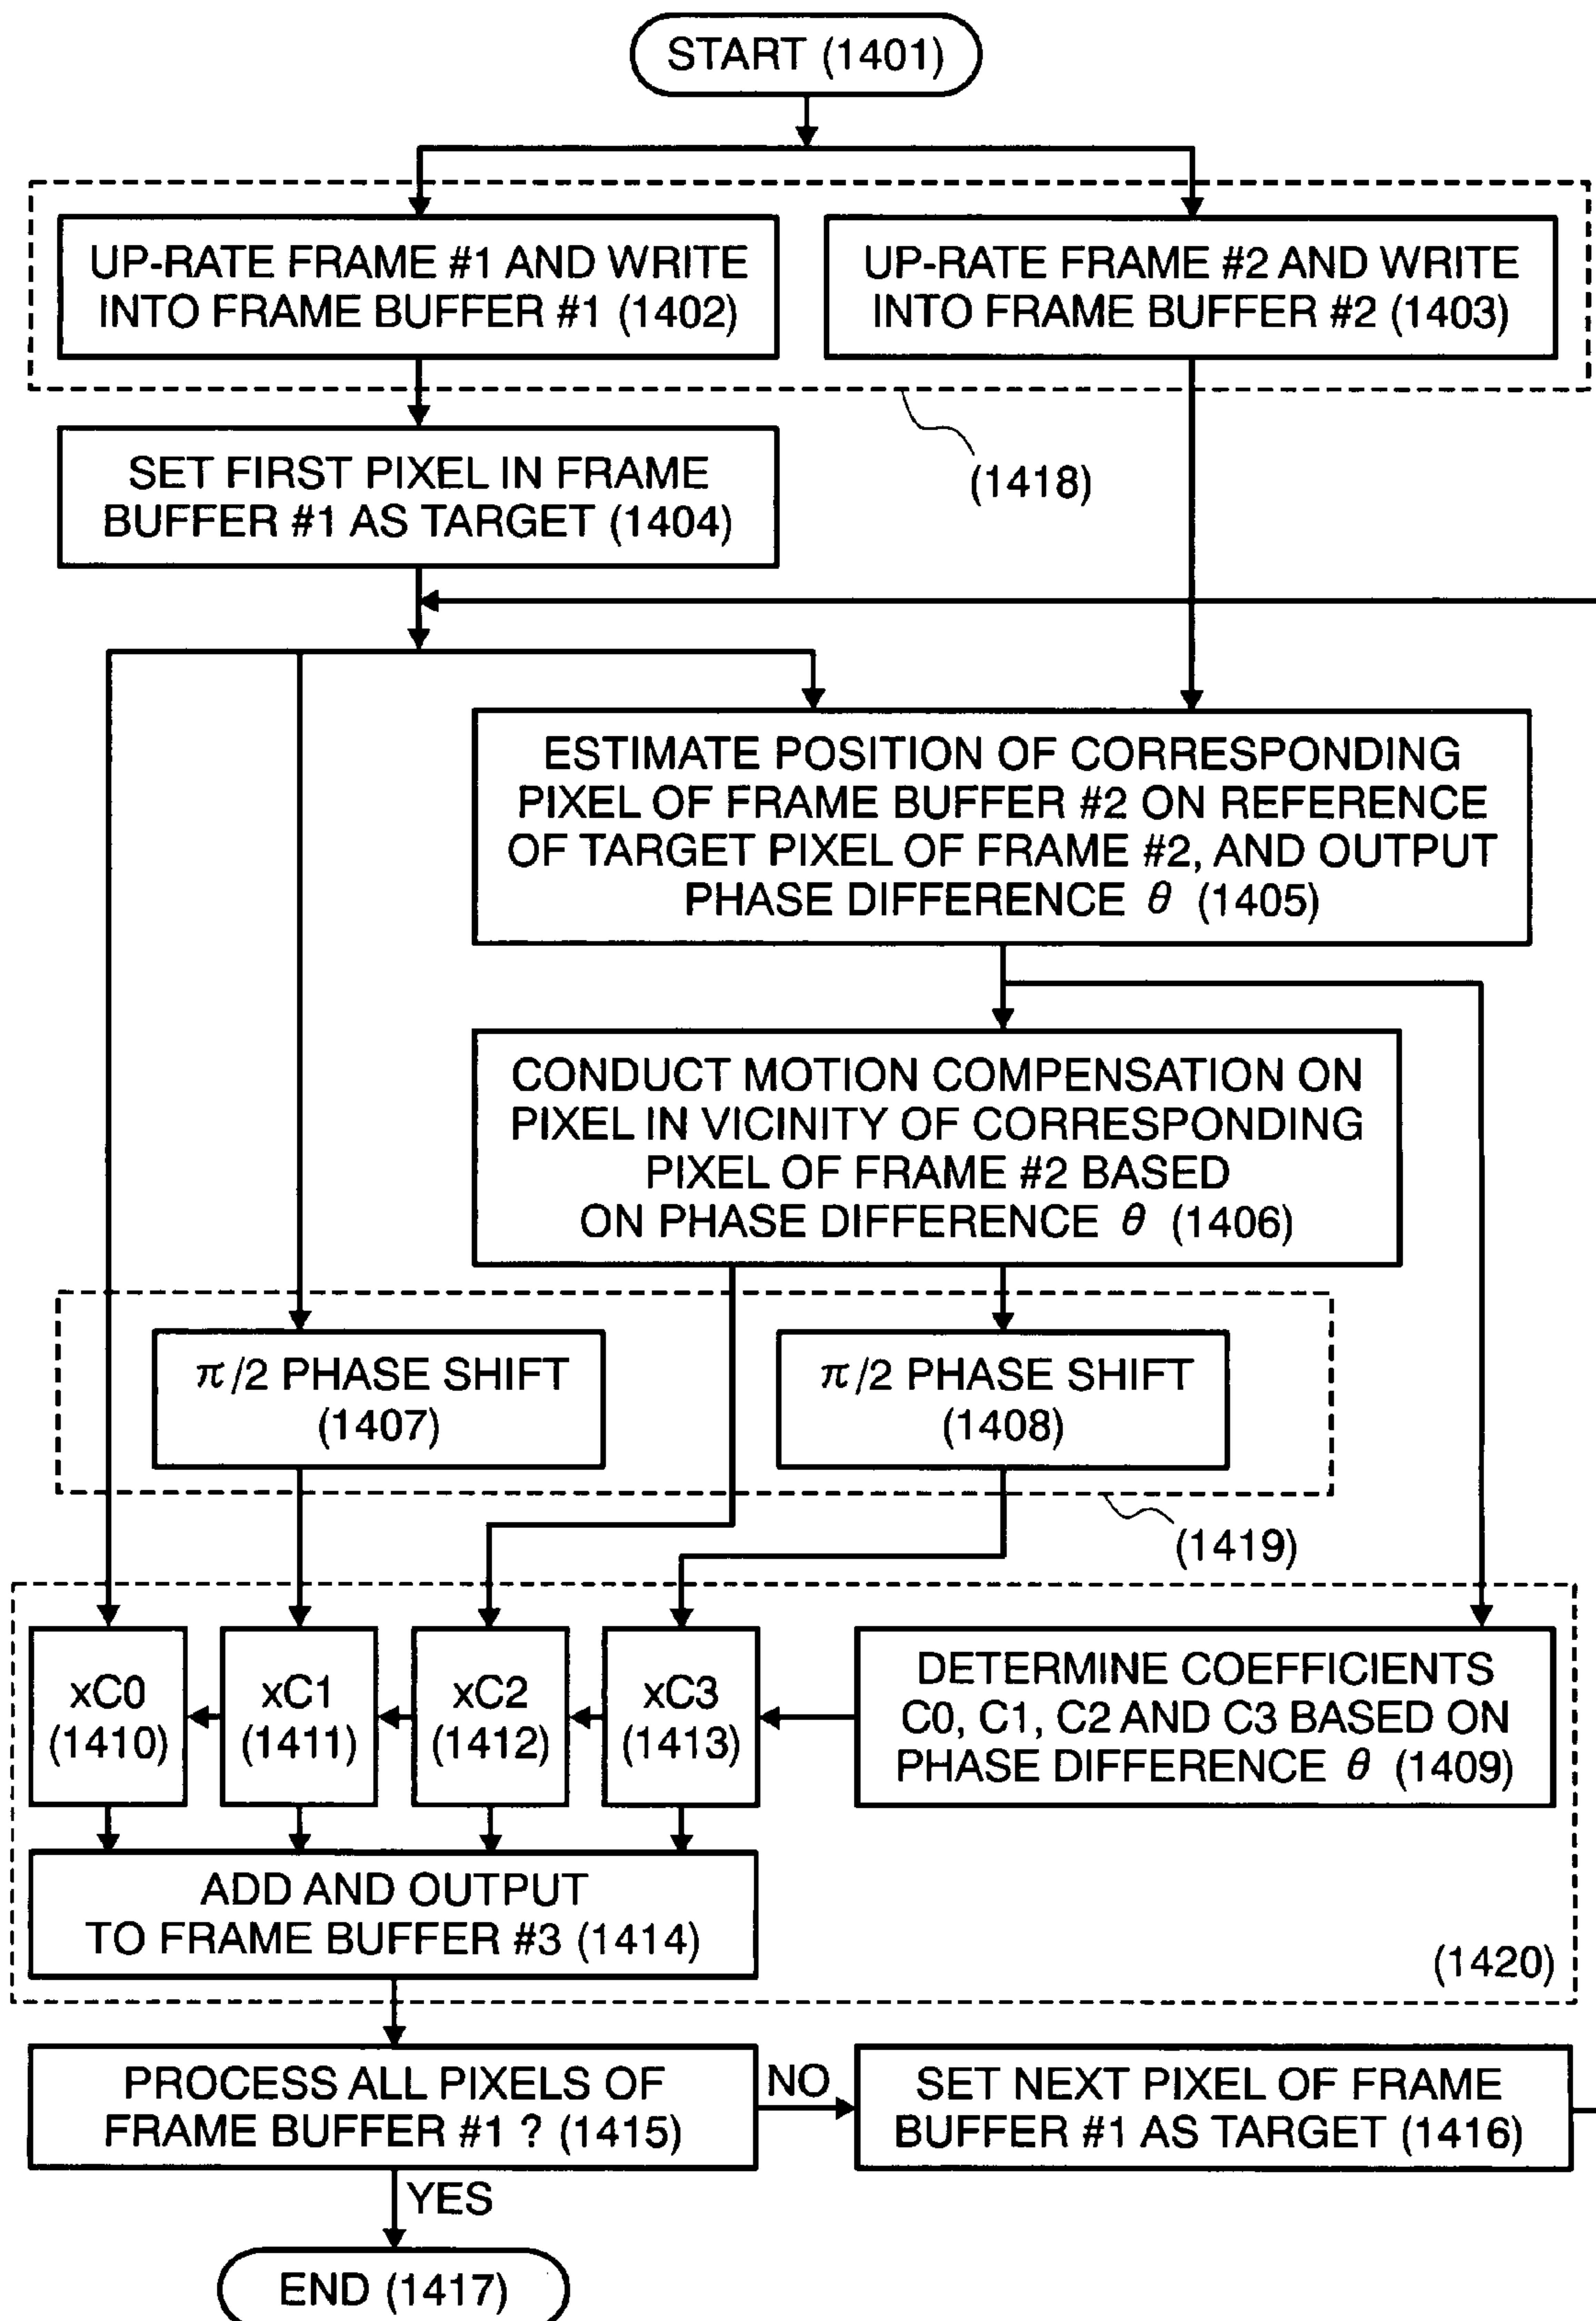 START (1401)
UP-RATE FRAME #1 AND WRITE
INTO FRAME BUFFER #1 (1402)
UP-RATE FRAME #2 AND WRITE
INTO FRAME BUFFER #2 (1403)
(1418)
SET FIRST PIXEL IN FRAME
BUFFER #1 AS TARGET (1404)
ESTIMATE POSITION OF CORRESPONDING
PIXEL OF FRAME BUFFER #2 ON REFERENCE
OF TARGET PIXEL OF FRAME #2, AND OUTPUT
PHASE DIFFERENCE θ (1405)
CONDUCT MOTION COMPENSATION ON
PIXEL IN VICINITY OF CORRESPONDING
PIXEL OF FRAME #2 BASED
ON PHASE DIFFERENCE θ (1406)
π/2 PHASE SHIFT
(1407)
π/2 PHASE SHIFT
(1408)
(1419)
xC0
(1410)
xC1
(1411)
xC2
(1412)
xC3
(1413)
DETERMINE COEFFICIENTS
C0, C1, C2 AND C3 BASED ON
PHASE DIFFERENCE θ (1409)
ADD AND OUTPUT
TO FRAME BUFFER #3 (1414)
(1420)
PROCESS ALL PIXELS OF
FRAME BUFFER #1 ? (1415)
NO
SET NEXT PIXEL OF FRAME
BUFFER #1 AS TARGET (1416)
YES
END (1417)